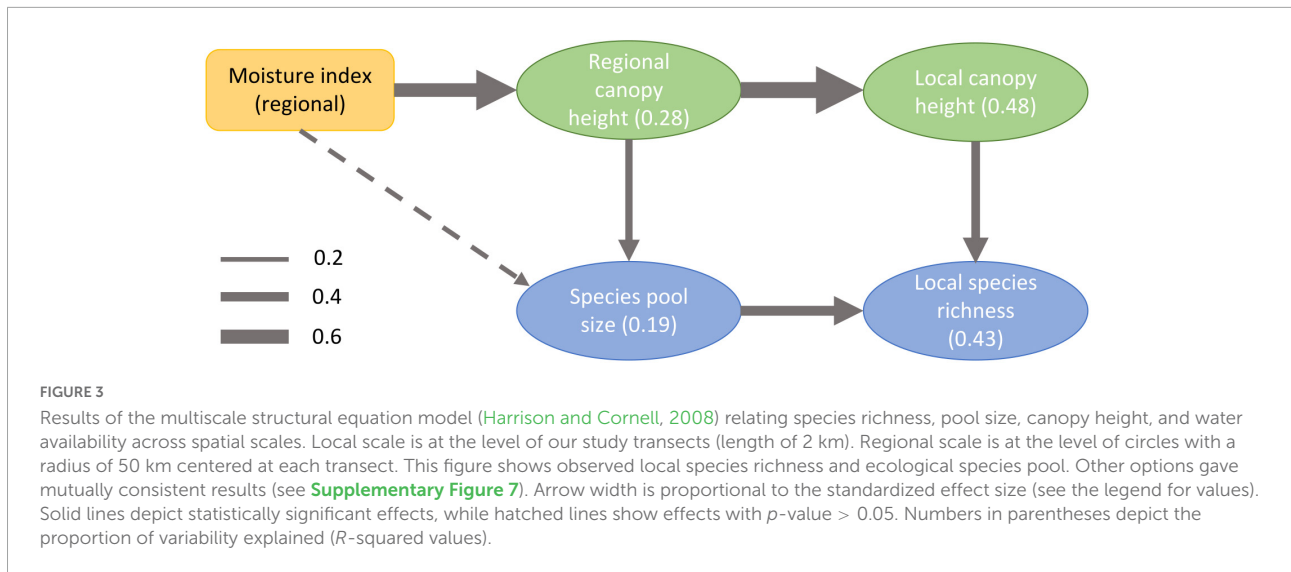 Moisture index
(regional)
Regional
canopy
height (0.28)
Local canopy
height (0.48)
0.2
0.4
0.6
Species pool
size (0.19)
Local species
richness
(0.43)
FIGURE 3
Results of the multiscale structural equation model (Harrison and Cornell, 2008) relating species richness, pool size, canopy height, and water
availability across spatial scales. Local scale is at the level of our study transects (length of 2 km). Regional scale is at the level of circles with a
radius of 50 km centered at each transect. This figure shows observed local species richness and ecological species pool. Other options gave
mutually consistent results (see Supplementary Figure 7). Arrow width is proportional to the standardized effect size (see the legend for values).
Solid lines depict statistically significant effects, while hatched lines show effects with p-value > 0.05. Numbers in parentheses depict the
proportion of variability explained (R-squared values).